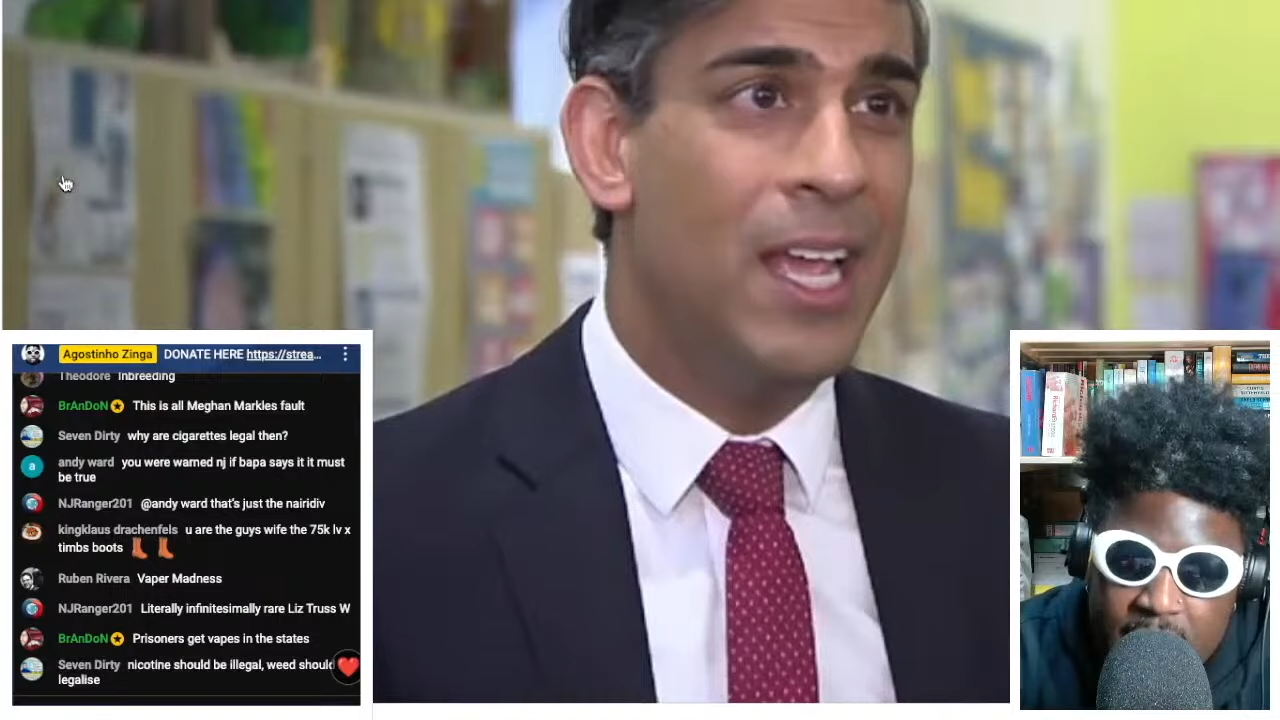 Agostinho Zinga DONATE HERE https://strea...
Theodore Inbreeding
BrAnDoN This is all Meghan Markles fault
Seven Dirty why are cigarettes legal then?
a
andy ward you were warned nj if bapa says it it must
be true
NJRanger201 @andy ward that's just the nairidiv
kingklaus drachenfels u are the guys wife the 75k lv x
timbs boots
Ruben Rivera Vaper Madness
NJRanger201 Literally infinitesimally rare Liz Truss W
BrAnDoN Prisoners get vapes in the states
Seven Dirty nicotine should be illegal, weed should
legalise